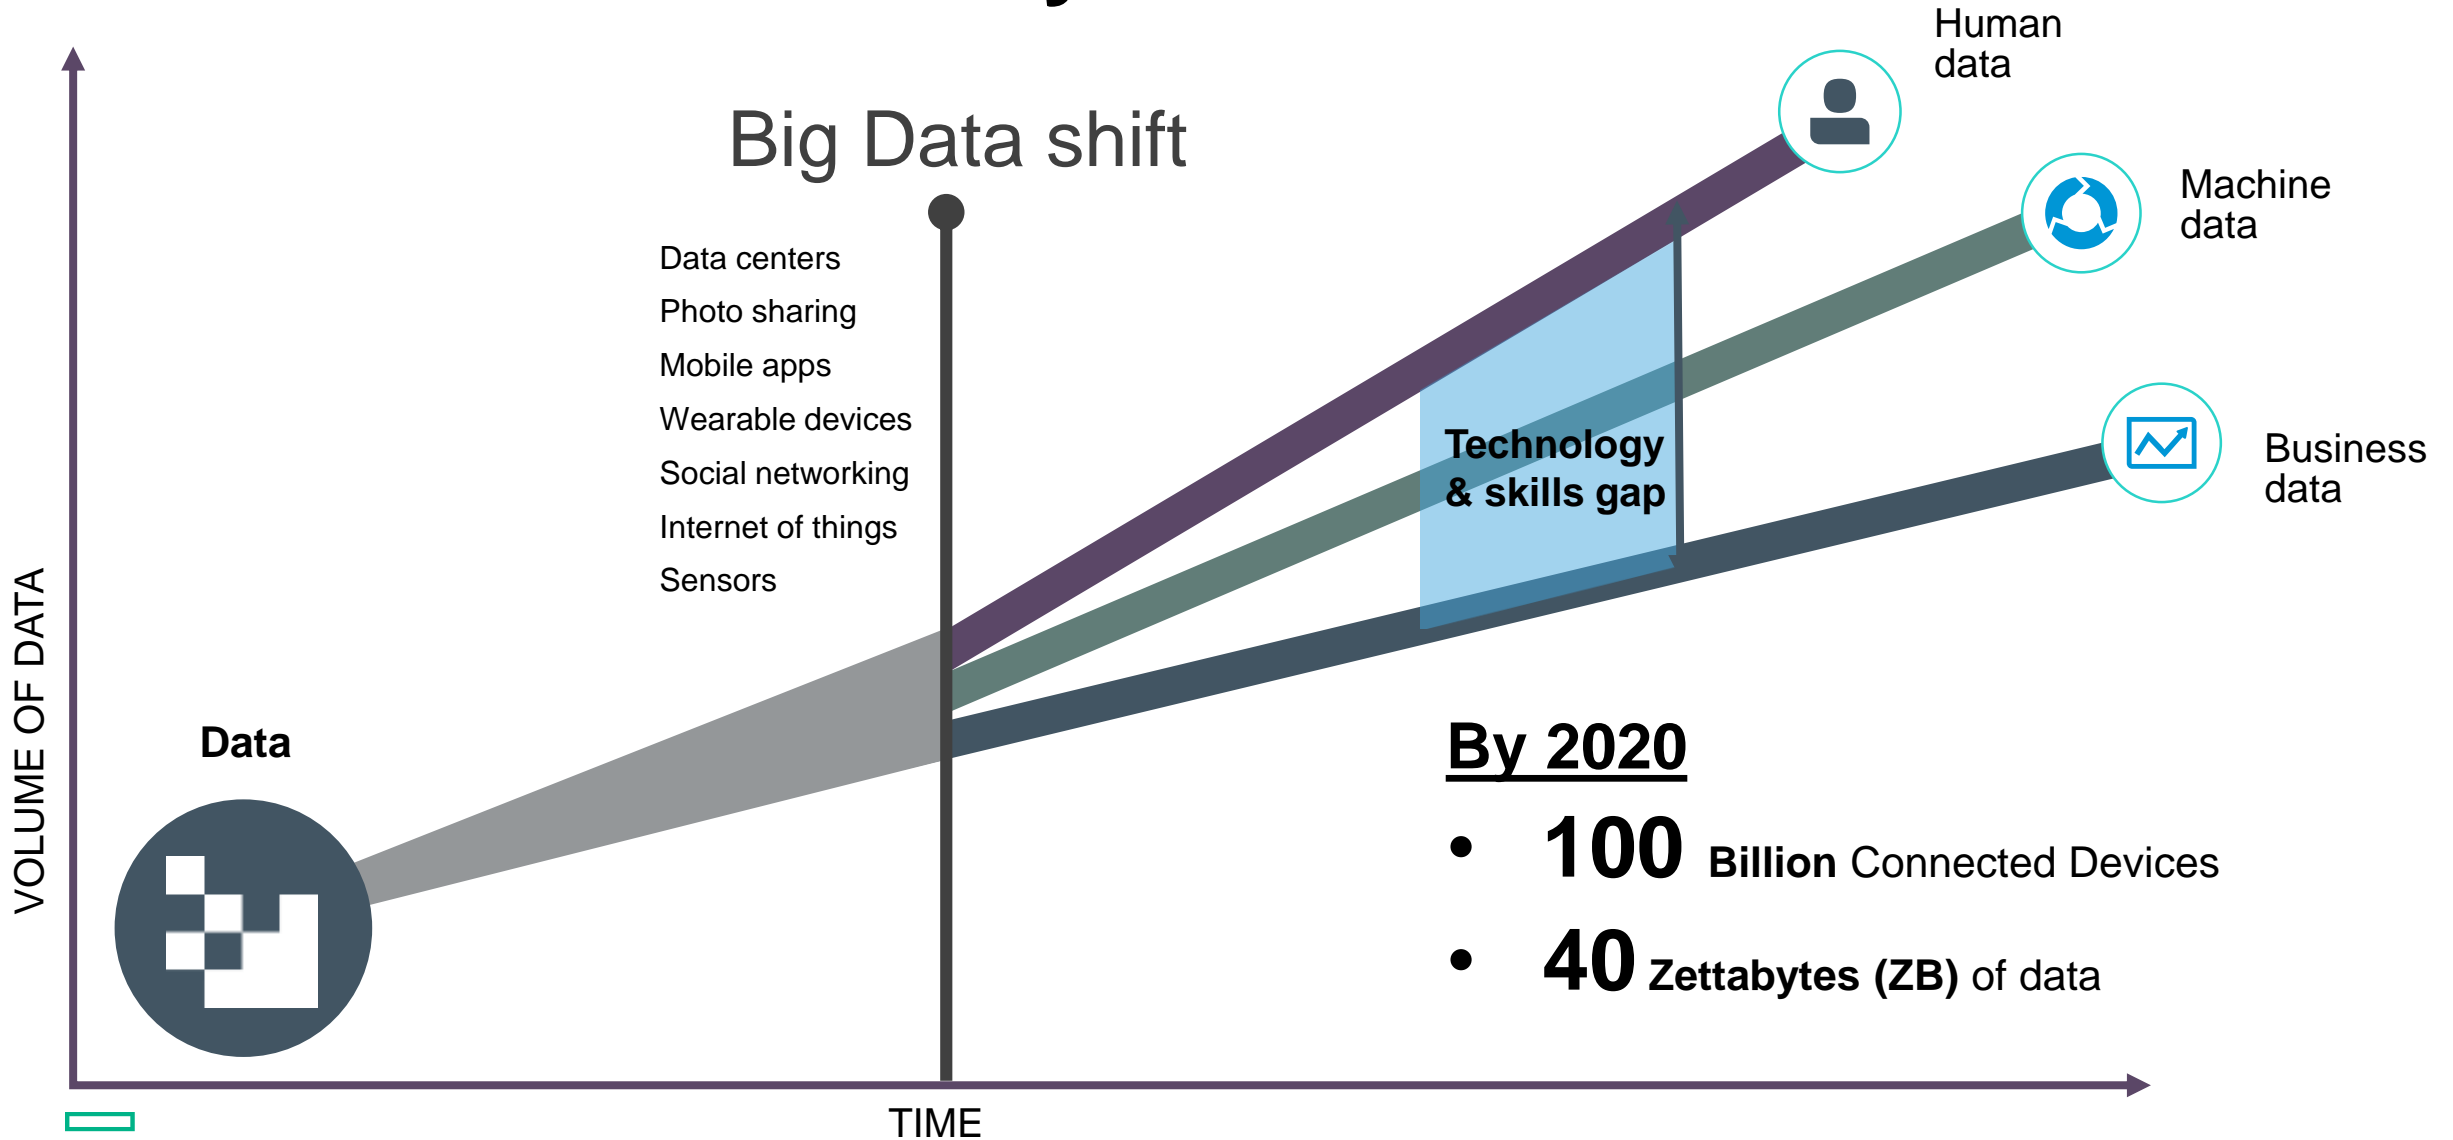 Big Data shift
Data centers
Photo sharing
Mobile apps
Wearable devices
Social networking
Internet of things
Sensors
Human
data
Machine
data
Business
data
Technology
& skills gap
Data
VOLUME OF DATA
By 2020
• 100 Billion Connected Devices
• 40 Zettabytes (ZB) of data
TIME